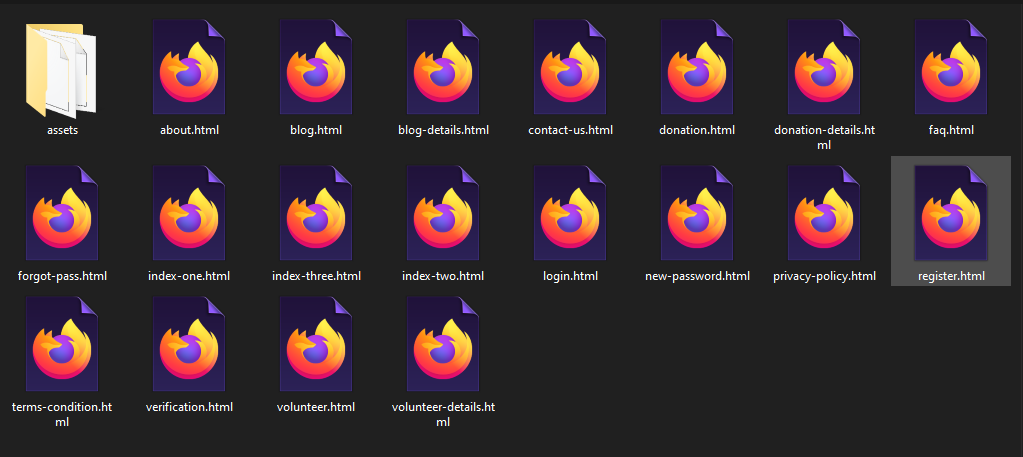 assets
about.html
blog.html
blog-details.html
contact-us.html
donation.html
donation-details.ht
ml
faq.html
forgot-pass.html
index-one.html
index-three.html
index-two.html
login.html
new-password.html
privacy-policy.html
register.html
terms-condition.ht
ml
verification.html
volunteer.html
volunteer-details.ht
ml